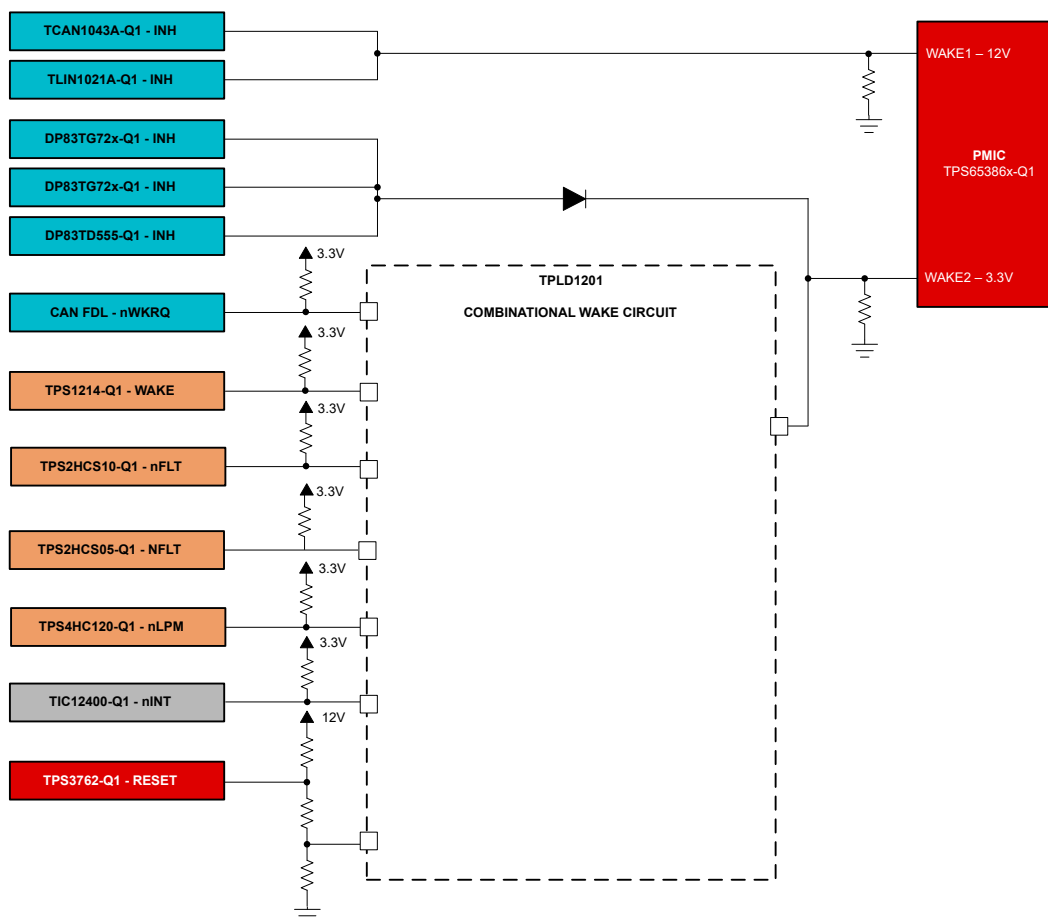 TCAN1043A-Q1 - INH
TLIN1021A-Q1 - INH
WAKE1 – 12V
DP83TG72x-Q1 - INH
DP83TG72x-Q1 - INH
DP83TD555-Q1 - INH
PMIC
TPS65386x-Q1
WAKE2 – 3.3V
3.3V
TPLD1201
COMBINATIONAL WAKE CIRCUIT
CAN FDL - nWKRQ
3.3V
TPS1214-Q1 - WAKE
3.3V
TPS2HCS10-Q1 - nFLT
3.3V
TPS2HCS05-Q1 - NFLT
3.3V
TPS4HC120-Q1 - nLPM
3.3V
TIC12400-Q1 - nINT
12V
TPS3762-Q1 - RESET